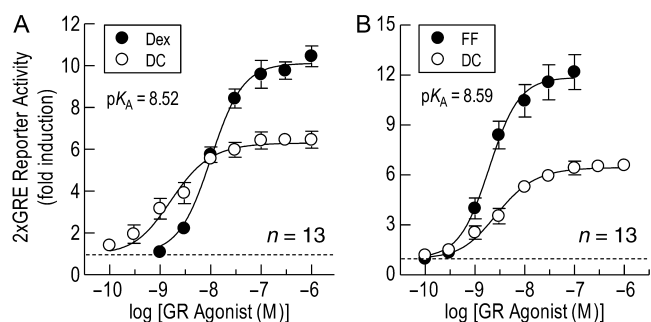 A
B
2xGRE Reporter Activity
(fold induction)
12
10
8
6
4
2
0
Dex
DC
pKA = 8.52
n = 13
−10 −9 −8 −7 −6
log [GR Agonist (M)]
15
12
9
6
3
0
FF
DC
pKA = 8.59
n = 13
−10 −9 −8 −7 −6
log [GR Agonist (M)]